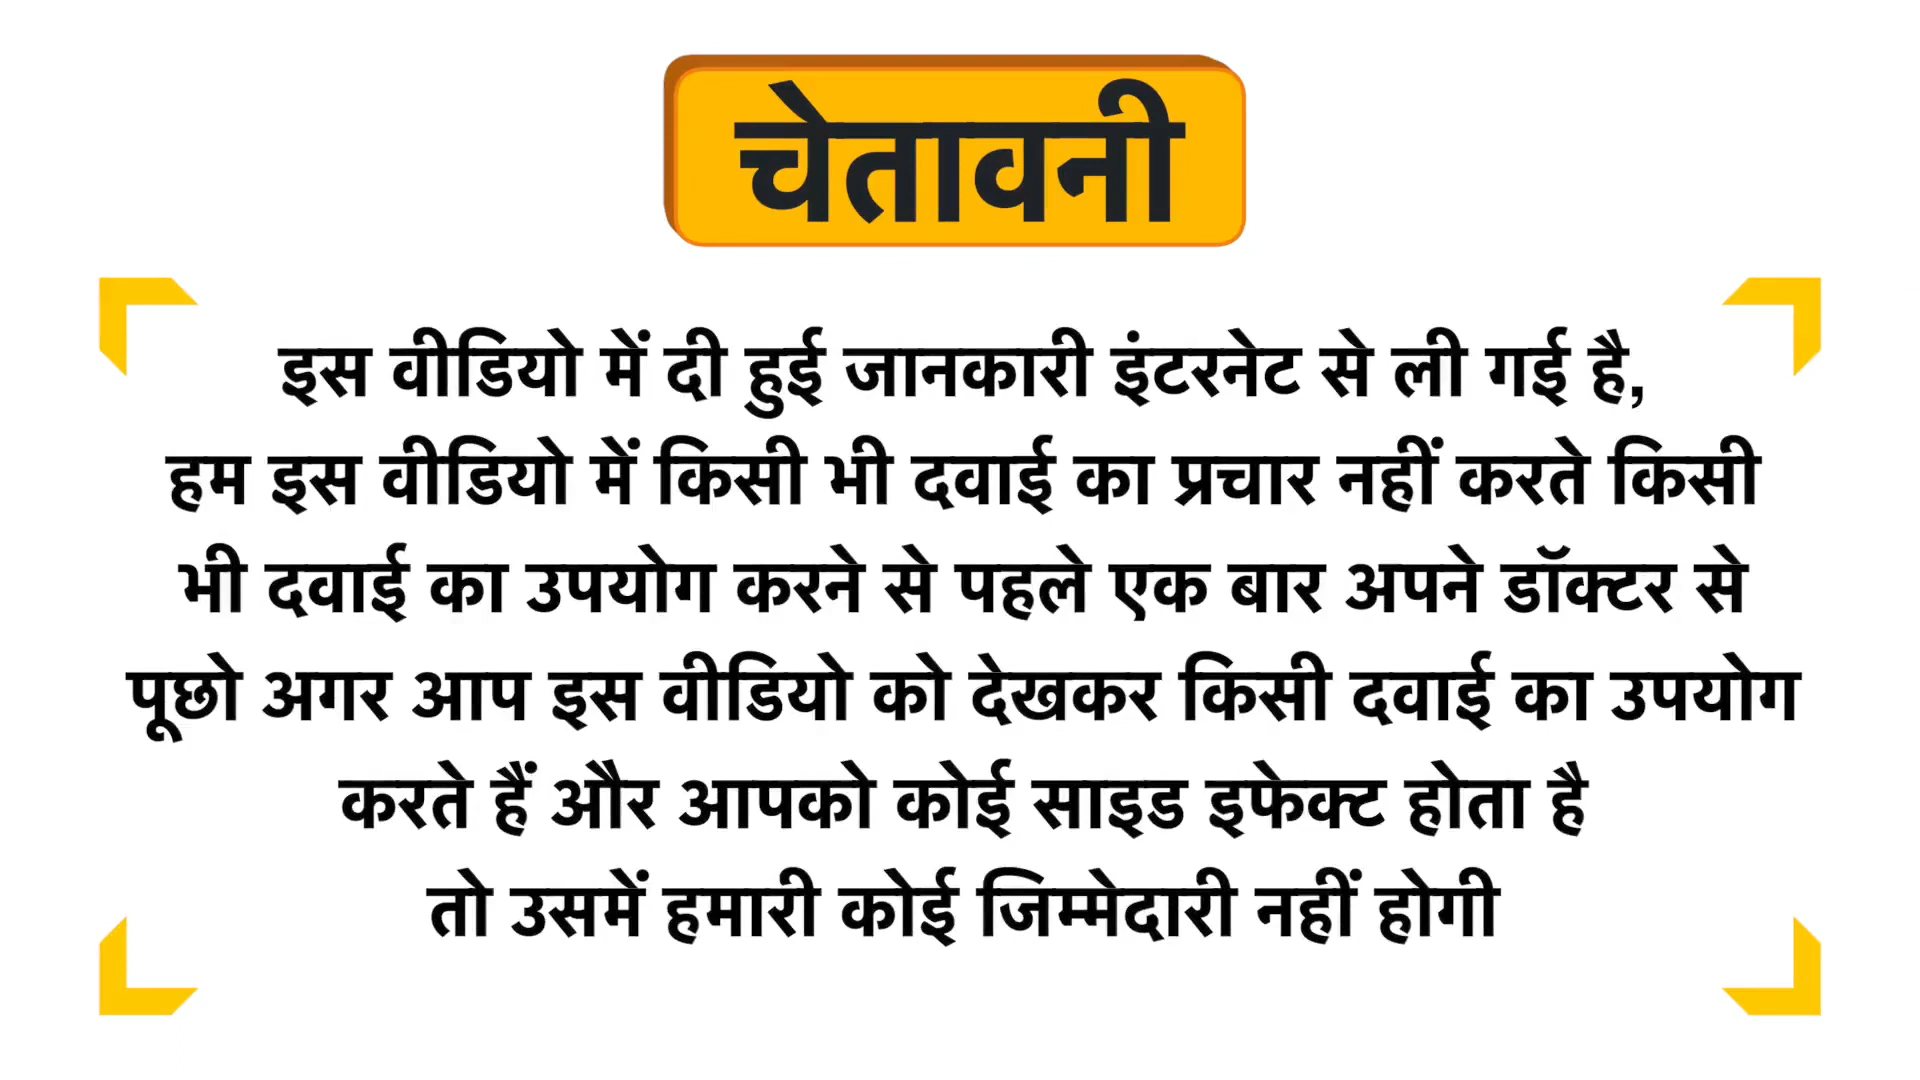 चेतावनी
इस वीडियो में दी हुई जानकारी इंटरनेट से ली गई है,
हम इस वीडियो में किसी भी दवाई का प्रचार नहीं करते किसी
भी दवाई का उपयोग करने से पहले एक बार अपने डॉक्टर से
पूछो अगर आप इस वीडियो को देखकर किसी दवाई का उपयोग
करते हैं और आपको कोई साइड इफेक्ट होता है
तो उसमें हमारी कोई जिम्मेदारी नहीं होगी